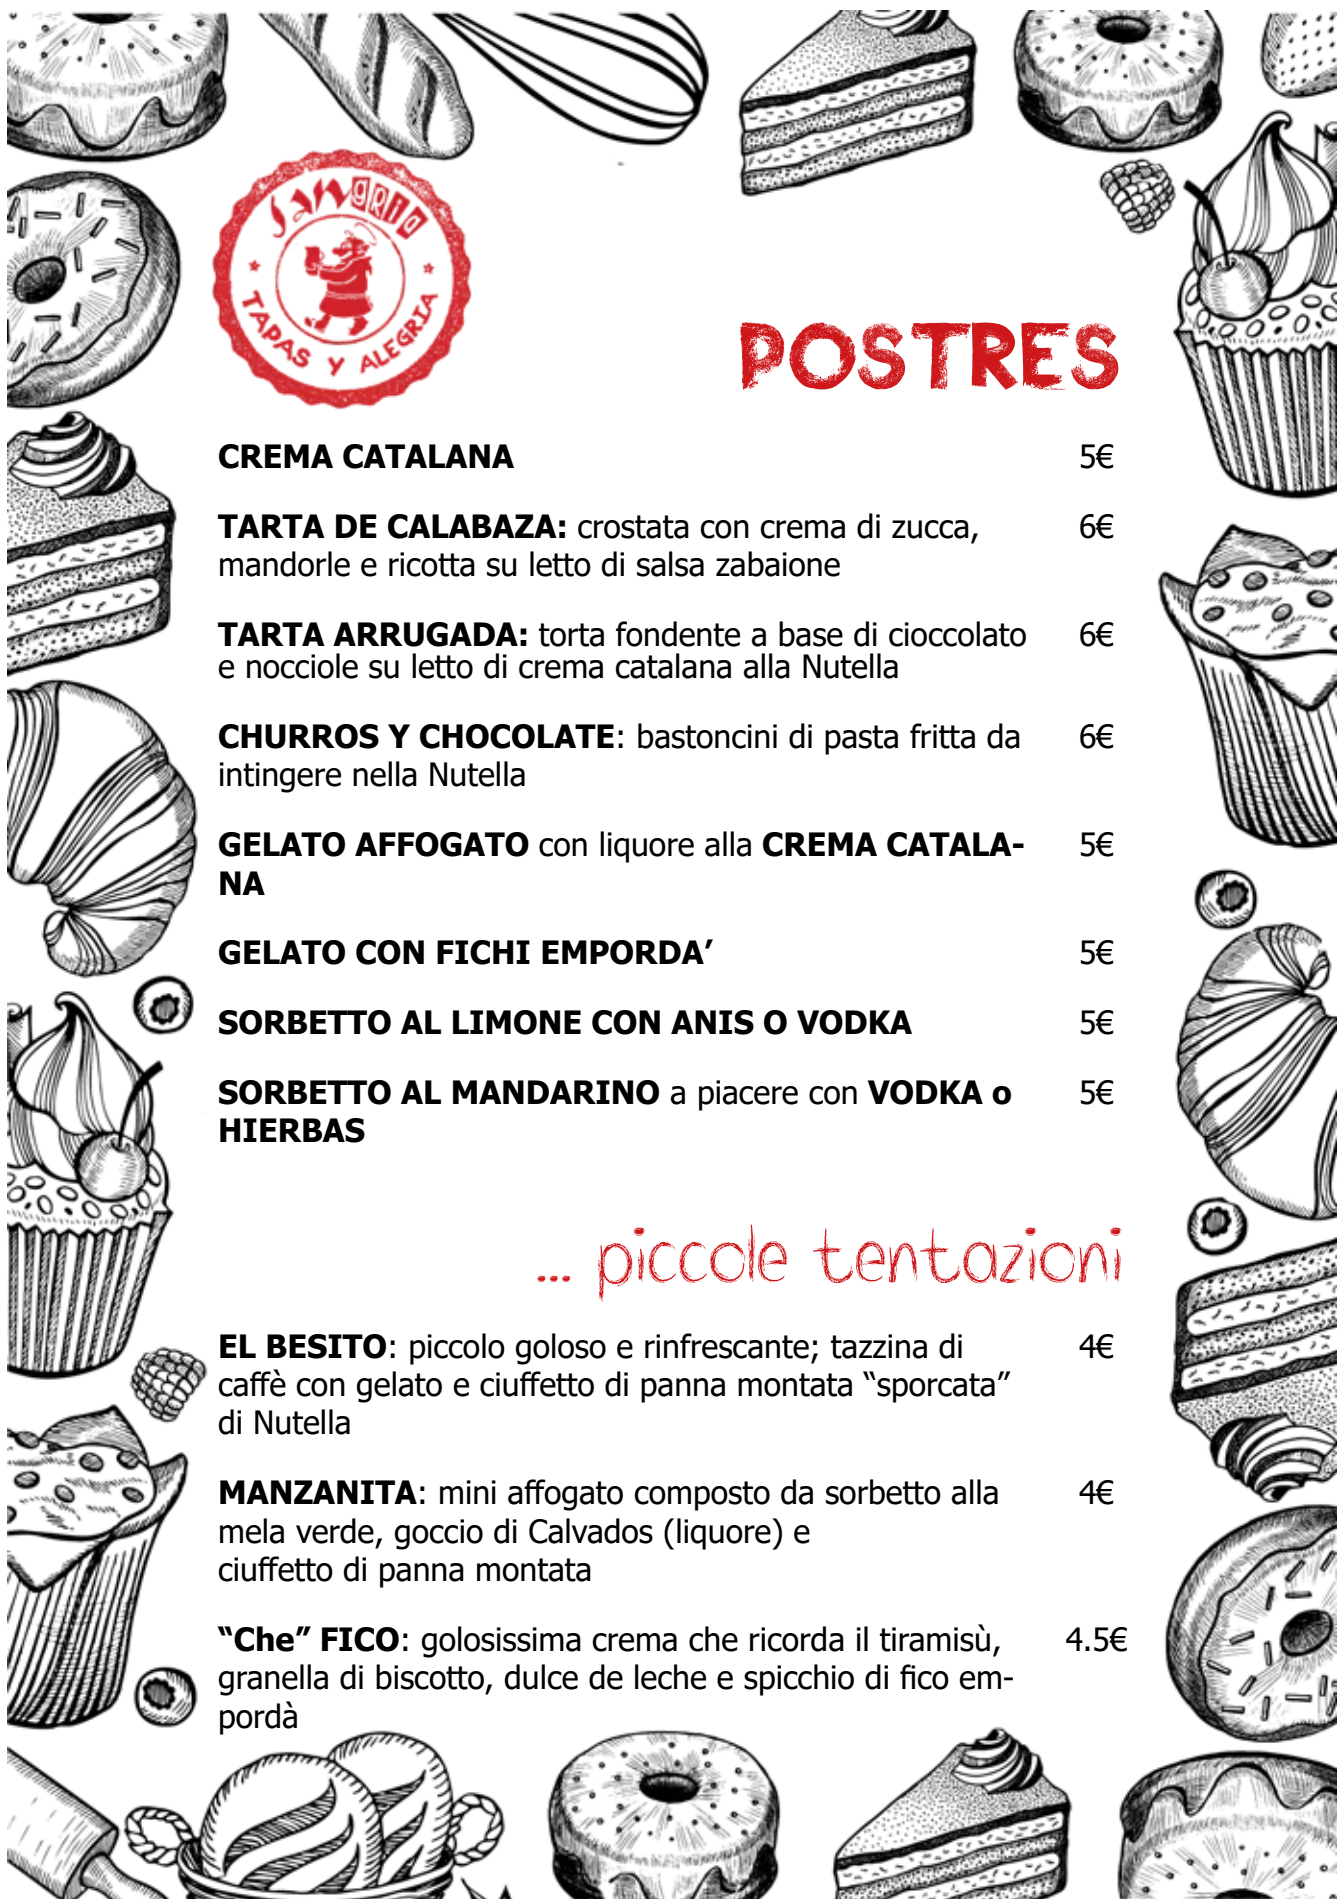 SANGRIA
TAPAS Y ALEGRIA
POSTRES
CREMA CATALANA 5€
TARTA DE CALABAZA: crostata con crema di zucca, 6€
mandorle e ricotta su letto di salsa zabaione
TARTA ARRUGADA: torta fondente a base di cioccolato 6€
e nocciole su letto di crema catalana alla Nutella
CHURROS Y CHOCOLATE: bastoncini di pasta fritta da 6€
intingere nella Nutella
GELATO AFFOGATO con liquore alla CREMA CATALA- 5€
NA
GELATO CON FICHI EMPORDA’ 5€
SORBETTO AL LIMONE CON ANIS O VODKA 5€
SORBETTO AL MANDARINO a piacere con VODKA o 5€
HIERBAS
... piccole tentazioni
EL BESITO: piccolo goloso e rinfrescante; tazzina di 4€
caffè con gelato e ciuffetto di panna montata “sporcata”
di Nutella
MANZANITA: mini affogato composto da sorbetto alla 4€
mela verde, goccio di Calvados (liquore) e
ciuffetto di panna montata
“Che” FICO: golosissima crema che ricorda il tiramisù, 4.5€
granella di biscotto, dulce de leche e spicchio di fico em-
pordà